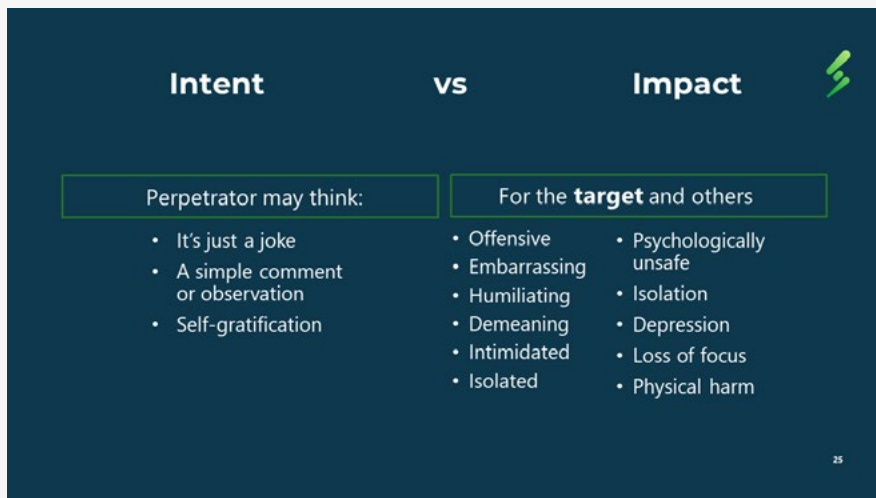 Intent vs Impact
Perpetrator may think:
• It's just a joke
• A simple comment
or observation
• Self-gratification
For the target and others
• Offensive
• Embarrassing
• Humiliating
• Demeaning
• Intimidated
• Isolated
• Psychologically
unsafe
• Isolation
• Depression
• Loss of focus
• Physical harm
25